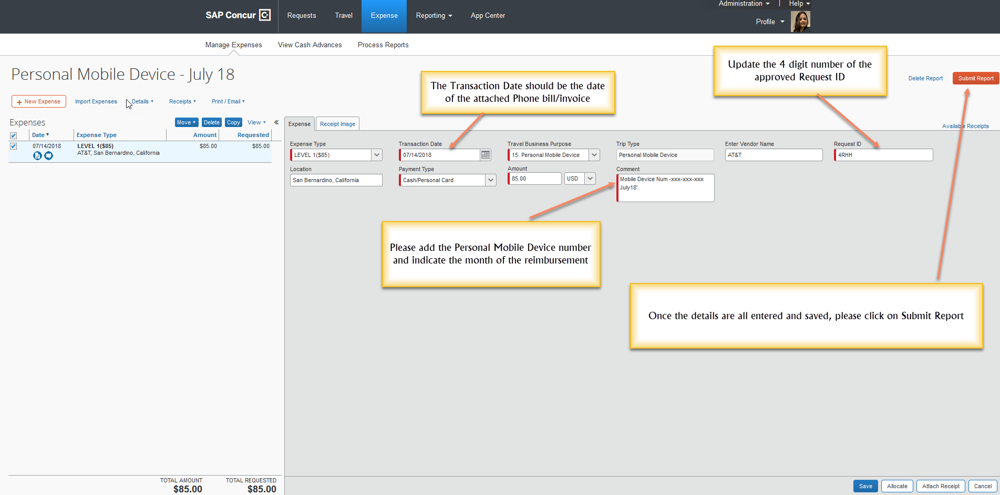 Administration | Help
SAP Concur C. Requests Travel Expense Reporting App Center
Profile
Manage Expenses View Cash Advances Process Reports
Personal Mobile Device - July 18
The Transaction Date should be the date
of the attached Phone bill/invoice
Update the 4 digit number of the
approved Request ID
Delete Report Submit Report
+ New Expense Import Expenses Details Receipts Print / Email
Expenses Move Delete Copy View «
Date Expense Type Amount Requested
07/14/2018 LEVEL 1($85) $85.00 $85.00
AT&T, San Bernardino, California
Expense Receipt Image
Available Receipts
Expense Type Transaction Date Travel Business Purpose Trip Type Enter Vendor Name Request ID
LEVEL 1($85) 07/14/2018 15. Personal Mobile Device Personal Mobile Device AT&T 4RHH
Location Payment Type Amount Comment
San Bernardino, California Cash/Personal Card 85.00 USD Mobile Device Num -xxx-xxx-xxx
July18'.
Please add the Personal Mobile Device number
and indicate the month of the reimbursement
Once the details are all entered and saved, please click on Submit Report
TOTAL AMOUNT TOTAL REQUESTED
$85.00 $85.00
Save Allocate Attach Receipt Cancel